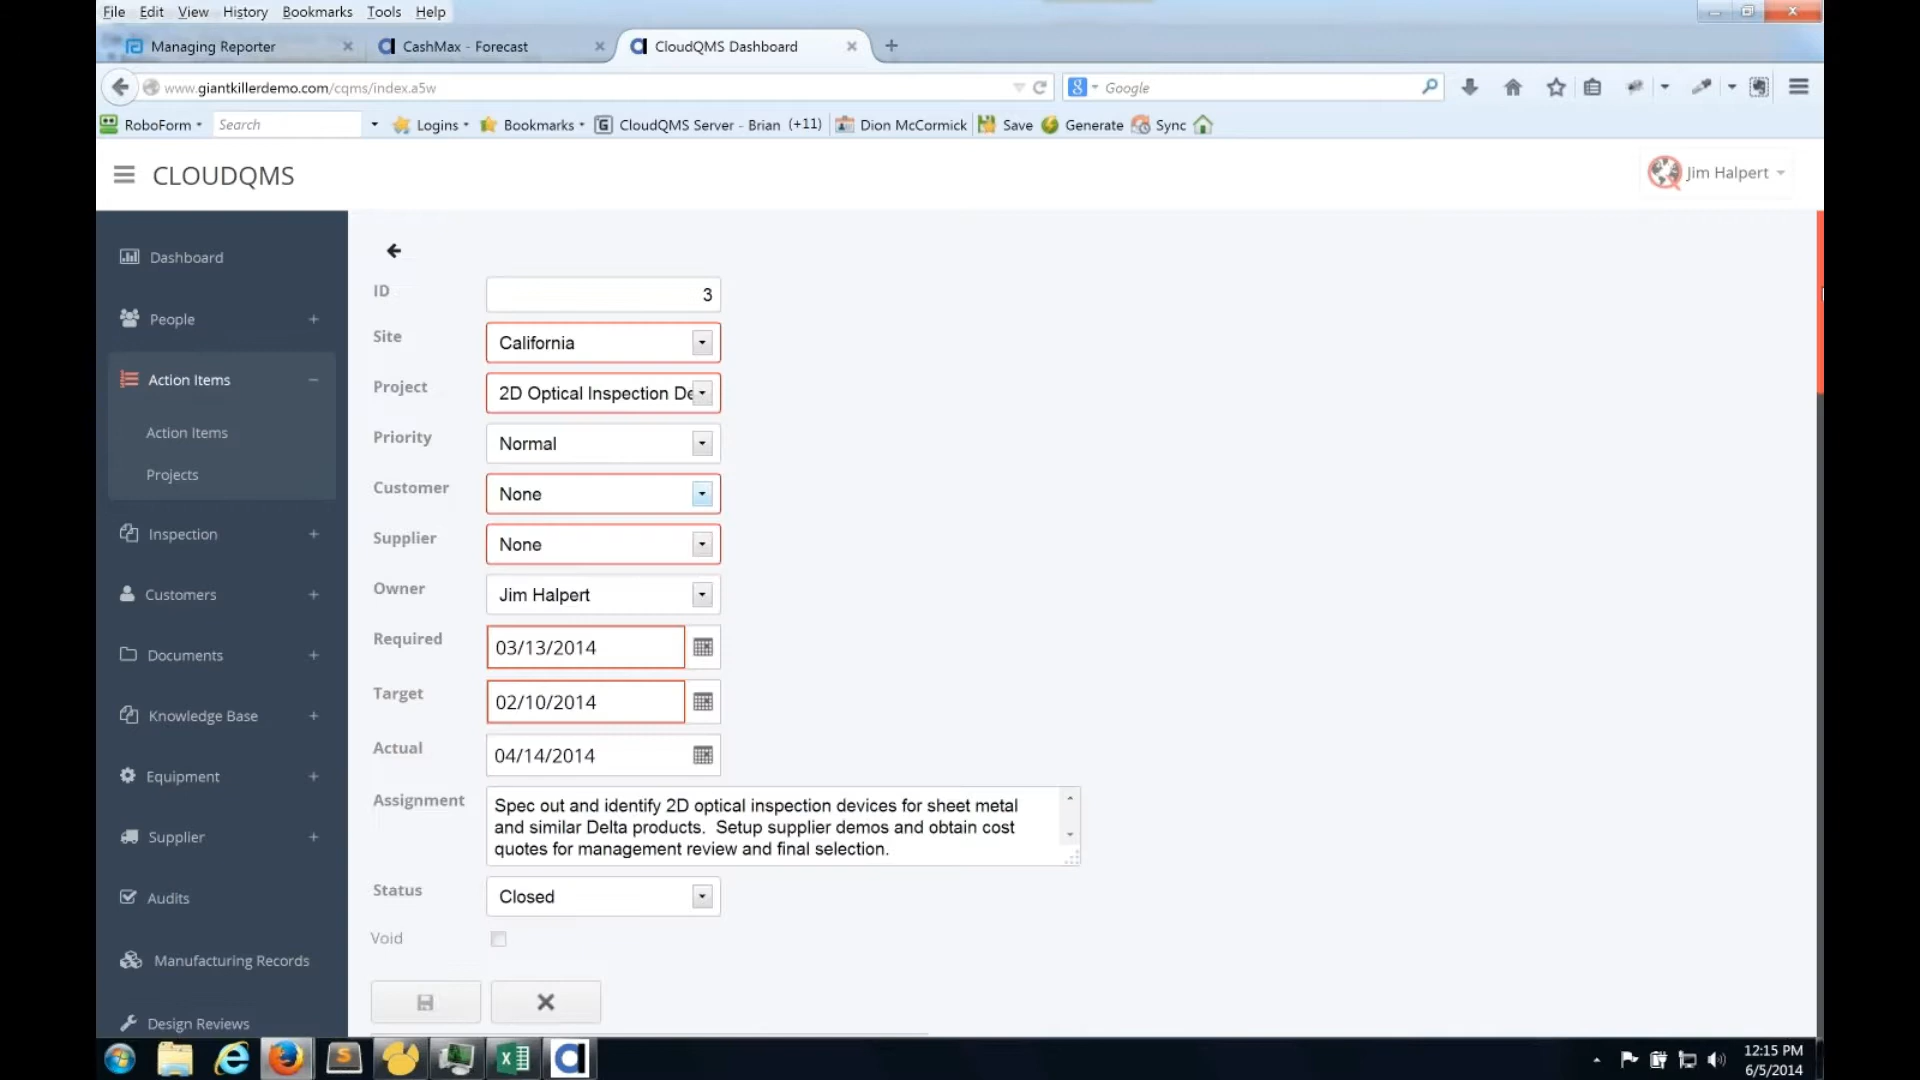 File Edit View History Bookmarks Tools Help
Managing Reporter
CashMax - Forecast
CloudQMS Dashboard
www.giantkillerdemo.com/cqms/index.a5w
Google
RoboForm
Search
Logins
Bookmarks
CloudQMS Server - Brian (+11)
Dion McCormick
Save
Generate
Sync
CLOUDQMS
Jim Halpert
Dashboard
People
Action Items
Action Items
Projects
Inspection
Customers
Documents
Knowledge Base
Equipment
Supplier
Audits
Manufacturing Records
Design Reviews
ID 3
Site California
Project 2D Optical Inspection De
Priority Normal
Customer None
Supplier None
Owner Jim Halpert
Required 03/13/2014
Target 02/10/2014
Actual 04/14/2014
Assignment Spec out and identify 2D optical inspection devices for sheet metal
and similar Delta products. Setup supplier demos and obtain cost
quotes for management review and final selection.
Status Closed
Void
12:15 PM
6/5/2014